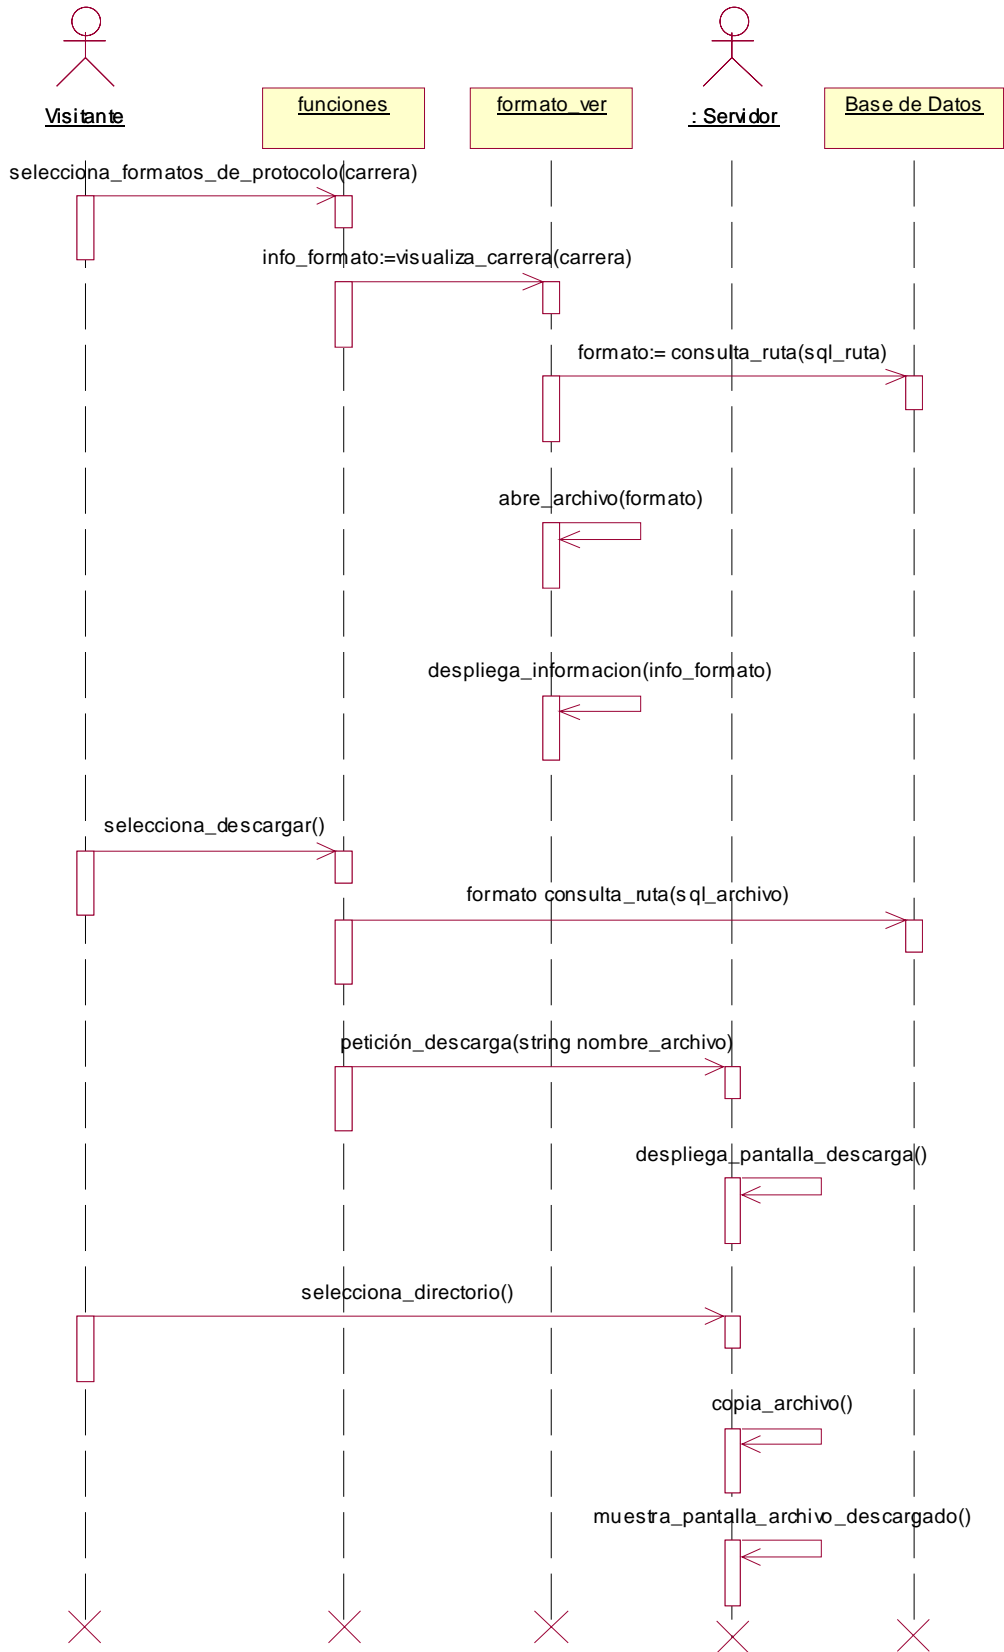 Visitante
funciones
formato_ver
: Servidor
Base de Datos
selecciona_formatos_de_protocolo(carrera)
info_formato:=visualiza_carrera(carrera)
formato:= consulta_ruta(sql_ruta)
abre_archivo(formato)
despliega_informacion(info_formato)
selecciona_descargar()
formato consulta_ruta(sql_archivo)
petición_descarga(string nombre_archivo)
despliega_pantalla_descarga()
selecciona_directorio()
copia_archivo()
muestra_pantalla_archivo_descargado()